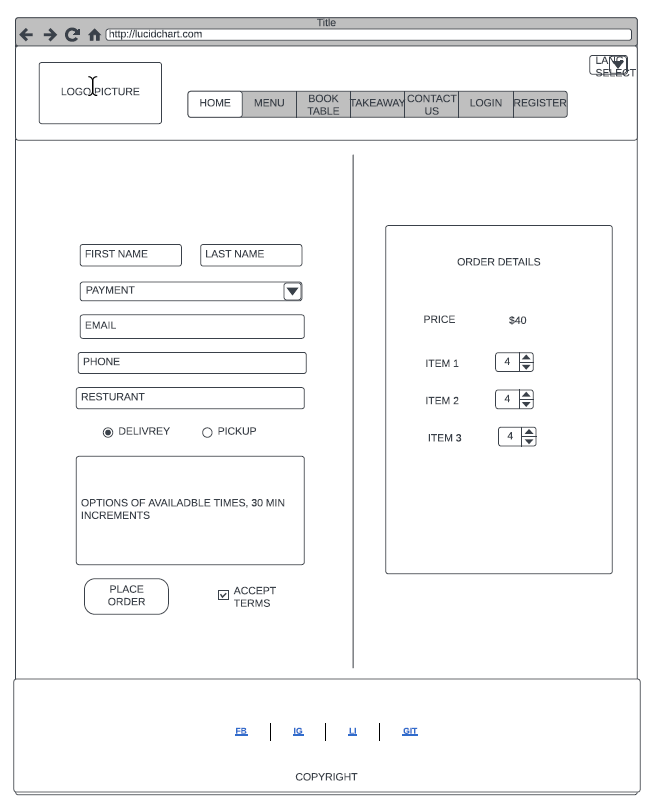 Title
http://lucidchart.com
LANG
SELECT
LOGO PICTURE
HOME
MENU
BOOK
TABLE
TAKEAWAY
CONTACT
US
LOGIN
REGISTER
FIRST NAME
LAST NAME
PAYMENT
EMAIL
PHONE
RESTURANT
DELIVREY
PICKUP
OPTIONS OF AVAILADBLE TIMES, 30 MIN
INCREMENTS
PLACE
ORDER
ACCEPT
TERMS
ORDER DETAILS
PRICE $40
ITEM 1 4
ITEM 2 4
ITEM 3 4
FB
IG
LI
GIT
COPYRIGHT